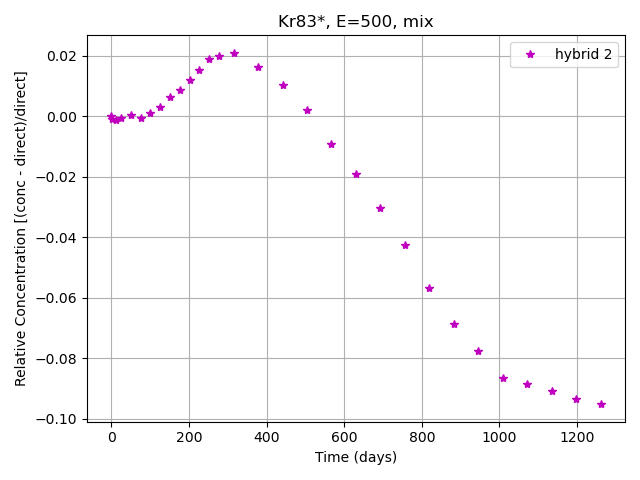 Kr83*, E=500, mix
hybrid 2
Relative Concentration [(conc - direct)/direct]
0.02
0.00
−0.02
−0.04
−0.06
−0.08
−0.10
0 200 400 600 800 1000 1200
Time (days)